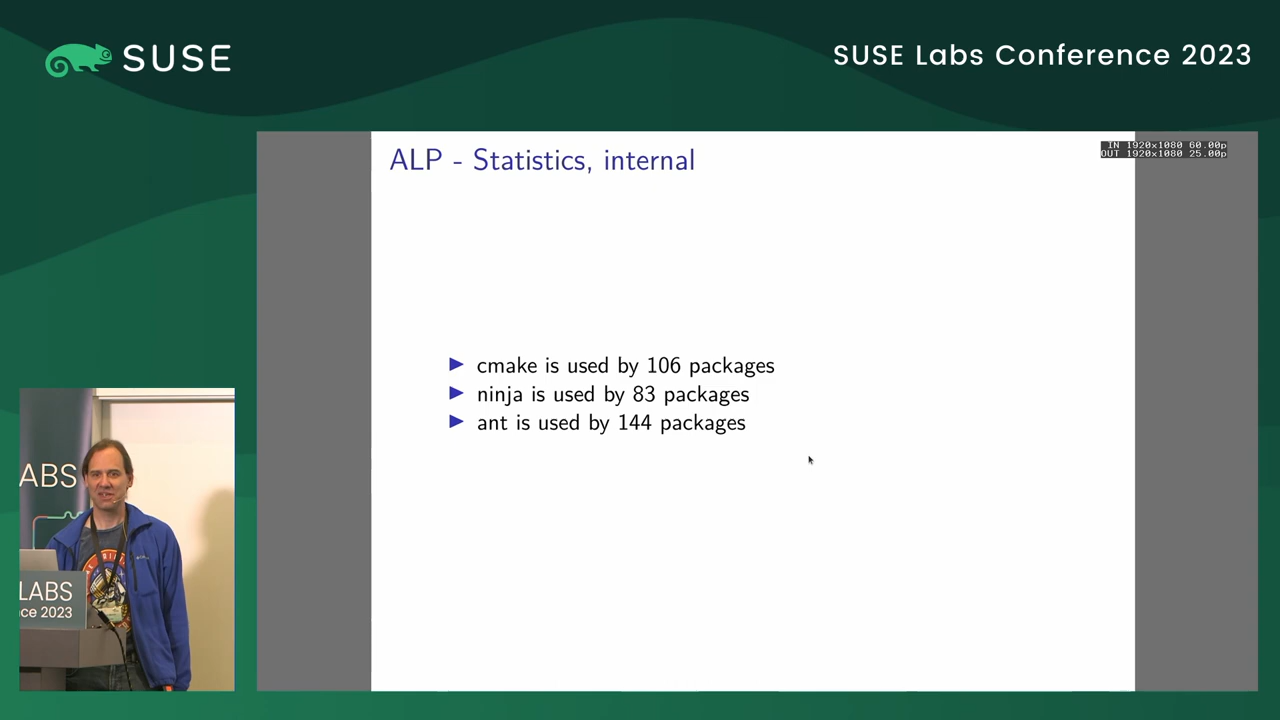 SUSE
SUSE Labs Conference 2023
ALP - Statistics, internal
IN 1920x1080 60.00p
OUT 1920x1080 25.00p
▶ cmake is used by 106 packages
▶ ninja is used by 83 packages
▶ ant is used by 144 packages
ABS
LABS
ce 2023